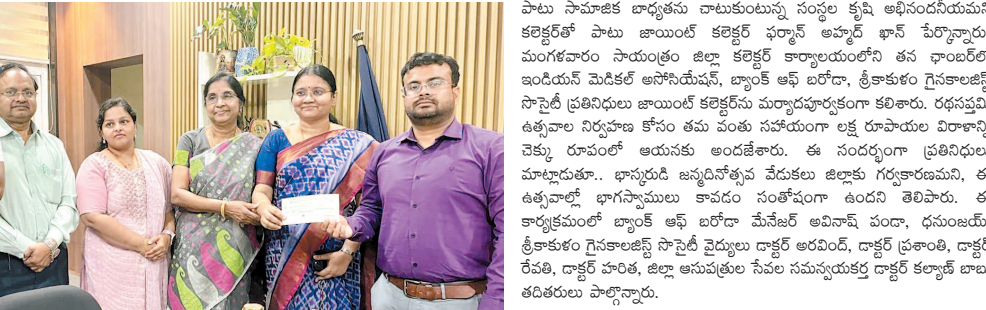 పాటు సామాజిక బాధ్యతను చాటుకుంటున్న సంస్థల కృషి అభినందనీయమని
కలెక్టర్‌తో పాటు జాయింట్ కలెక్టర్ ఫర్మాన్ అహ్మద్ ఖాన్ పేర్కొన్నారు
మంగళవారం సాయంత్రం జిల్లా కలెక్టర్ కార్యాలయంలోని తన ఛాంబర్‌లో
ఇండియన్ మెడికల్ అసోసియేషన్, బ్యాంక్ ఆఫ్ బరోడా, శ్రీకాకుళం గైనకాలజిస్ట్
సొసైటీ ప్రతినిధులు జాయింట్ కలెక్టర్‌ను మర్యాదపూర్వకంగా కలిశారు. రథసప్తమి
ఉత్సవాల నిర్వహణ కోసం తమ వంతు సహాయంగా లక్ష రూపాయల విరాళాన్ని
చెక్కు రూపంలో ఆయనకు అందజేశారు. ఈ సందర్భంగా ప్రతినిధులు
మాట్లాడుతూ.. భాస్కరుడి జన్మదినోత్సవ వేడుకలు జిల్లాకు గర్వకారణమని, ఈ
ఉత్సవాల్లో భాగస్వాములు కావడం సంతోషంగా ఉందని తెలిపారు. ఈ
కార్యక్రమంలో బ్యాంక్ ఆఫ్ బరోడా మేనేజర్ అవినాష్ పండా, ధనుంజయ్
శ్రీకాకుళం గైనకాలజిస్ట్ సొసైటీ వైద్యులు డాక్టర్ అరవింద్, డాక్టర్ ప్రశాంతి, డాక్టర్
రేవతి, డాక్టర్ హరిత, జిల్లా ఆసుపత్రుల సేవల సమన్వయకర్త డాక్టర్ కల్యాణ్ బాబు
తదితరులు పాల్గొన్నారు.